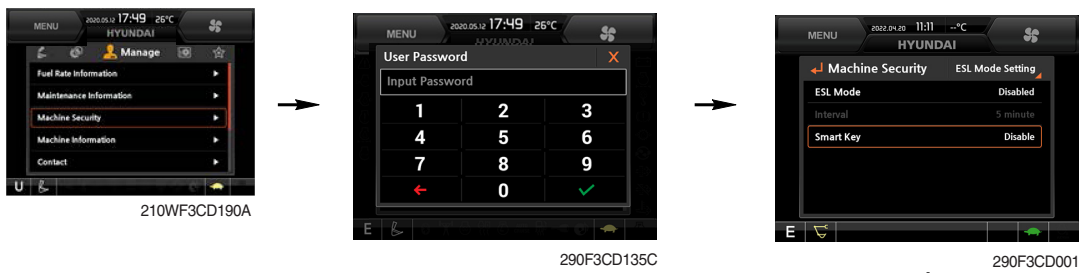 MENU 2020.05.12 17:49 26°C
HYUNDAI
Manage
Fuel Rate Information
Maintenance Information
Machine Security
Machine Information
Contact
U
210WF3CD190A
MENU 2020.05.12 17:49 26°C
HYUNDAI
User Password X
Input Password
1 2 3
4 5 6
7 8 9
0
E
290F3CD135C
MENU 2022.04.20 11:11 --°C
HYUNDAI
Machine Security ESL Mode Setting
ESL Mode Disabled
Interval 5 minute
Smart Key Disable
E
290F3CD001